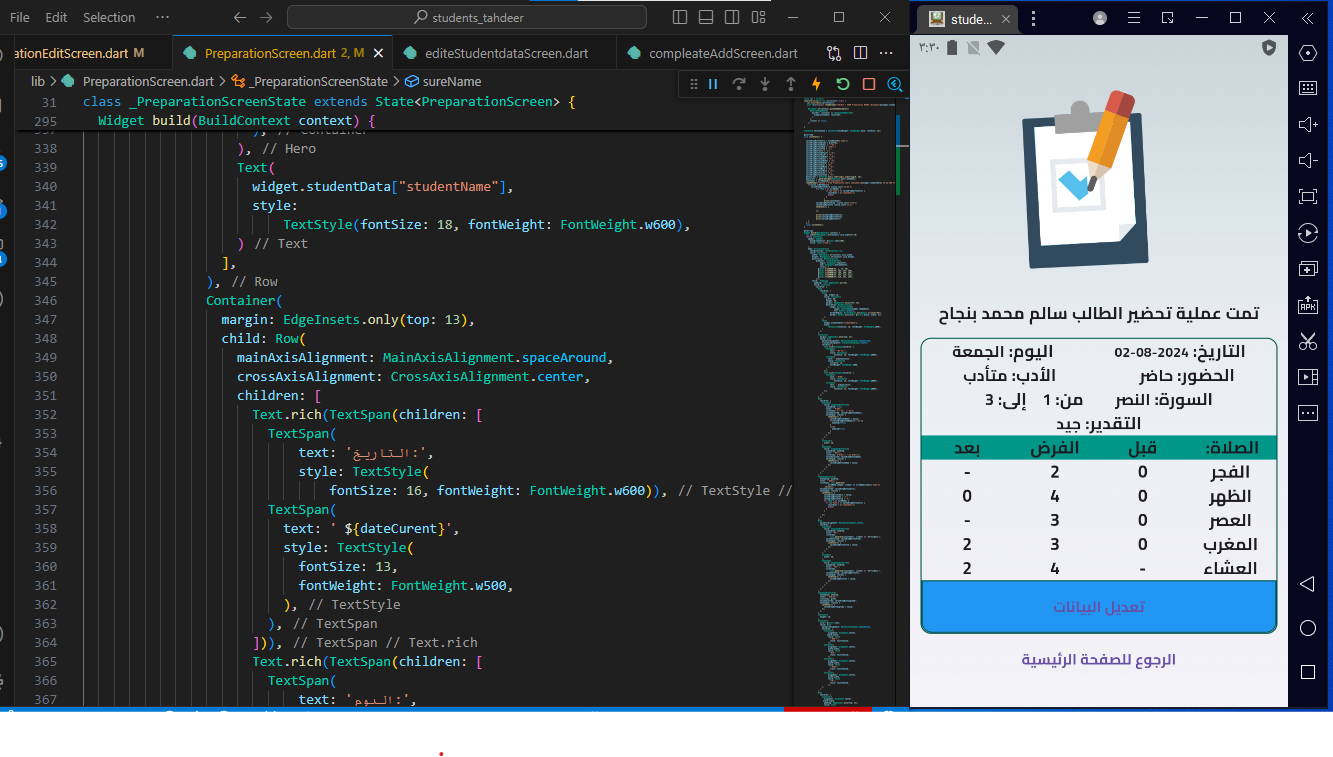 File Edit Selection ··· students_tahdeer
ationEditScreen.dart M PreparationScreen.dart 2, M editeStudentdataScreen.dart compleateAddScreen.dart
lib > PreparationScreen.dart > _PreparationScreenState > sureName
31 class _PreparationScreenState extends State<PreparationScreen> {
295 Widget build(BuildContext context) {
338 ), // Hero
339 Text(
340 widget.studentData["studentName"],
341 style:
342 TextStyle(fontSize: 18, fontWeight: FontWeight.w600),
343 ) // Text
344 ],
345 ), // Row
346 Container(
347 margin: EdgeInsets.only(top: 13),
348 child: Row(
349 mainAxisAlignment: MainAxisAlignment.spaceAround,
350 crossAxisAlignment: CrossAxisAlignment.center,
351 children: [
352 Text.rich(TextSpan(children: [
353 TextSpan(
354 text: 'التاريخ:',
355 style: TextStyle(
356 fontSize: 16, fontWeight: FontWeight.w600)), // TextStyle //
357 TextSpan(
358 text: ' ${dateCurent}',
359 style: TextStyle(
360 fontSize: 13,
361 fontWeight: FontWeight.w500,
362 ), // TextStyle
363 ), // TextSpan
364 ])), // TextSpan // Text.rich
365 Text.rich(TextSpan(children: [
366 TextSpan(
367 text: 'اليوم:',
stude...
٣:٣٠
APK
تمت عملية تحضير الطالب سالم محمد بنجاح
التاريخ: 02-08-2024 اليوم: الجمعة
الحضور: حاضر الأدب: متأدب
السورة: النصر من: 1 إلى: 3
التقدير: جيد
الصلاة: قبل الفرض بعد
الفجر 0 2 -
الظهر 0 4 0
العصر 0 3 -
المغرب 0 3 2
العشاء - 4 2
تعديل البيانات
الرجوع للصفحة الرئيسية